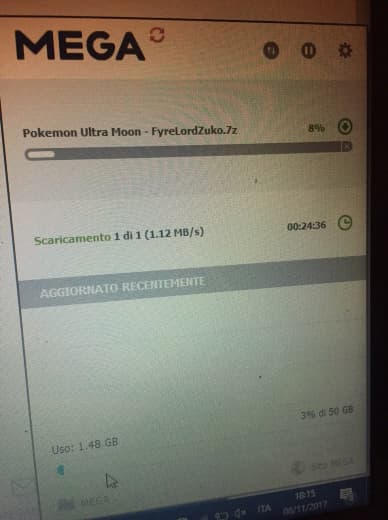 MEGA
Pokemon Ultra Moon - FyreLordZuko.7z 8%
Scaricamento 1 di 1 (1.12 MB/s) 00:24:36
AGGIORNATO RECENTEMENTE
3% di 50 GB
Uso: 1.48 GB
Sito MEGA
MEGA
18:15
ITA
/11/2017